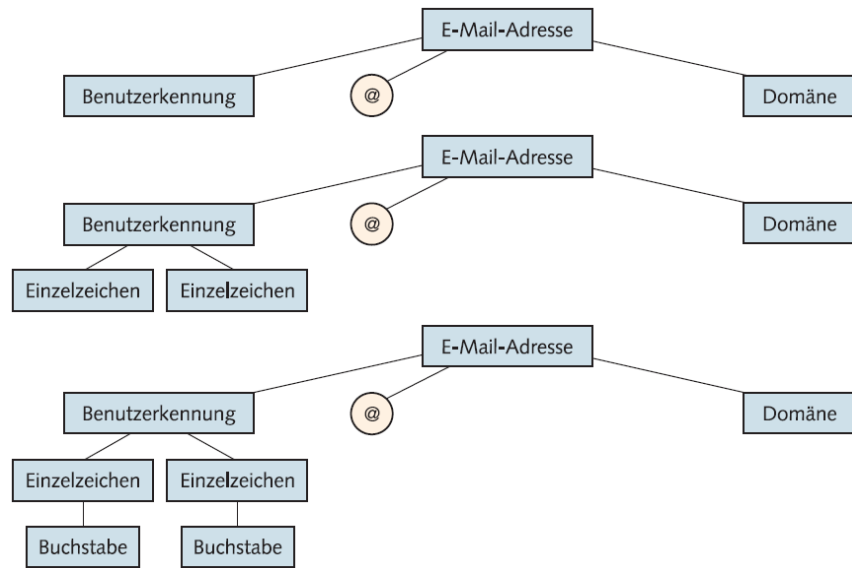 E-Mail-Adresse
Benutzerkennung @ Domäne
E-Mail-Adresse
Benutzerkennung @ Domäne
Einzelzeichen Einzelzeichen
E-Mail-Adresse
Benutzerkennung @ Domäne
Einzelzeichen Einzelzeichen
Buchstabe Buchstabe